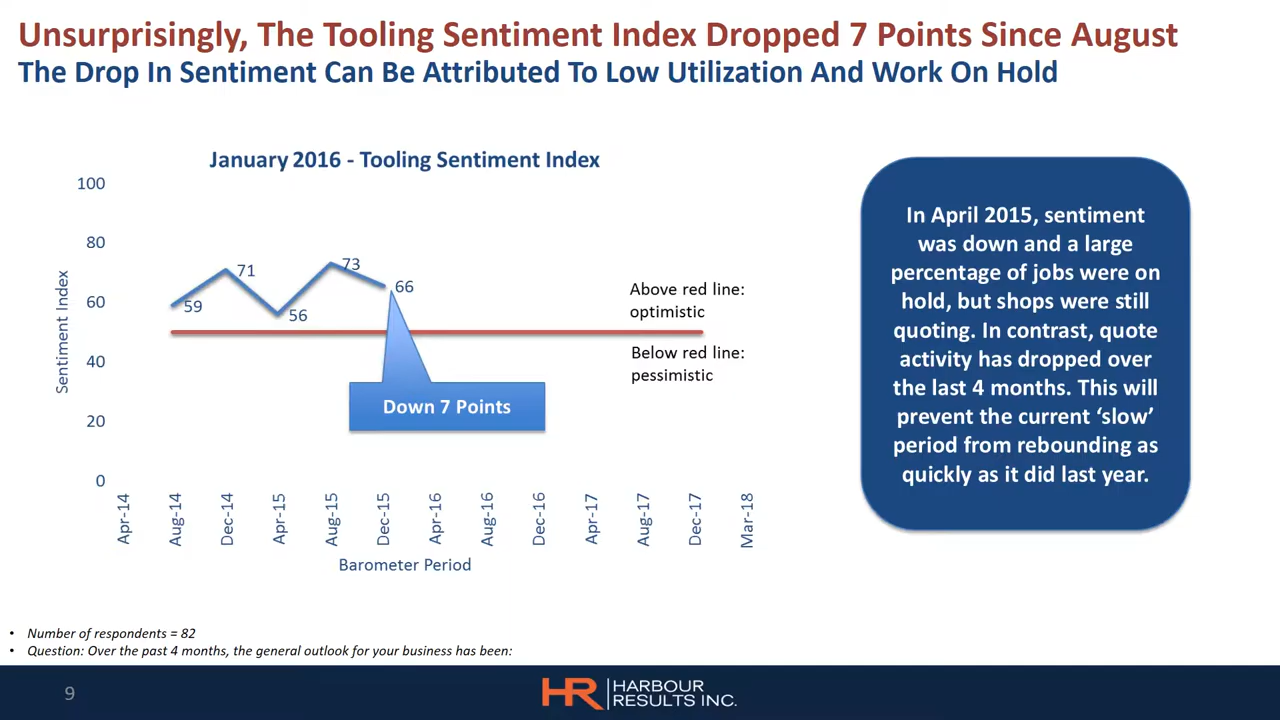 Unsurprisingly, The Tooling Sentiment Index Dropped 7 Points Since August
The Drop In Sentiment Can Be Attributed To Low Utilization And Work On Hold
January 2016 - Tooling Sentiment Index
100
80
60
40
20
0
Sentiment Index
59
71
56
73
66
Above red line:
optimistic
Below red line:
pessimistic
Down 7 Points
Apr-14
Aug-14
Dec-14
Apr-15
Aug-15
Dec-15
Apr-16
Aug-16
Dec-16
Apr-17
Aug-17
Dec-17
Mar-18
Barometer Period
In April 2015, sentiment
was down and a large
percentage of jobs were on
hold, but shops were still
quoting. In contrast, quote
activity has dropped over
the last 4 months. This will
prevent the current ‘slow’
period from rebounding as
quickly as it did last year.
• Number of respondents = 82
• Question: Over the past 4 months, the general outlook for your business has been:
9
HR
HARBOUR
RESULTS INC.